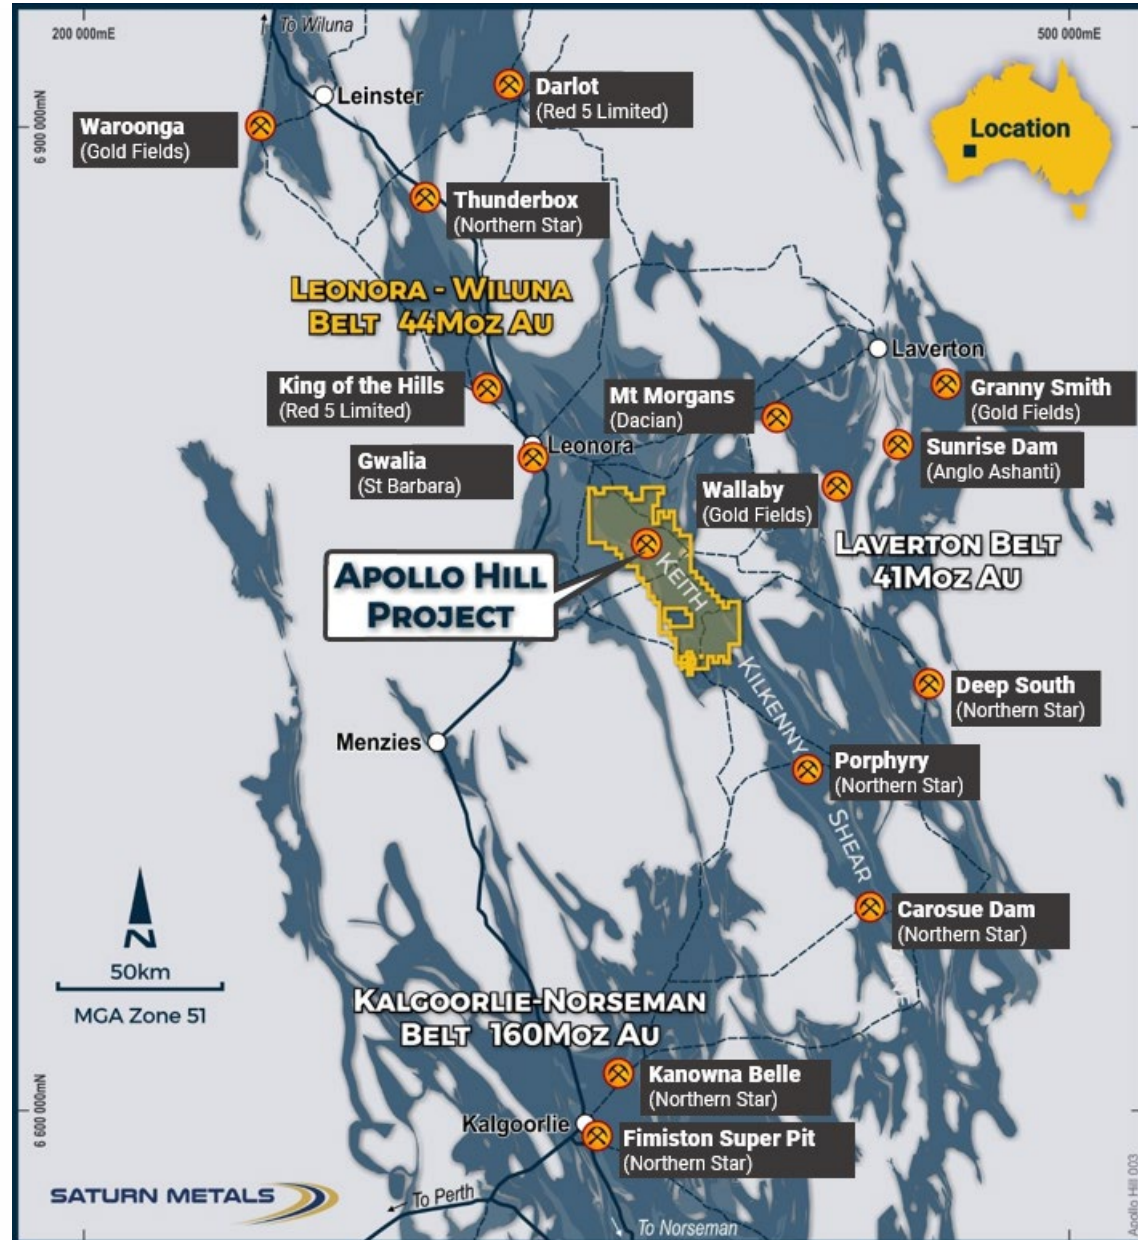 200 000mE
500 000mE
To Wiluna
Leinster
Darlot
(Red 5 Limited)
Location
6 900 000mN
Waroonga
(Gold Fields)
Thunderbox
(Northern Star)
LEONORA - WILUNA
BELT 44MOZ AU
Laverton
King of the Hills
(Red 5 Limited)
Mt Morgans
(Dacian)
Granny Smith
(Gold Fields)
Leonora
Gwalia
(St Barbara)
Sunrise Dam
(Anglo Ashanti)
Wallaby
(Gold Fields)
LAVERTON BELT
41MOZ AU
APOLLO HILL
PROJECT
KEITH
KILKENNY
SHEAR
Deep South
(Northern Star)
Menzies
Porphyry
(Northern Star)
Carosue Dam
(Northern Star)
N
50km
MGA Zone 51
KALGOORLIE-NORSEMAN
BELT 160MOZ AU
Kanowna Belle
(Northern Star)
6 600 000mN
Kalgoorlie
Fimiston Super Pit
(Northern Star)
SATURN METALS
To Perth
To Norseman
Apollo Hill 003